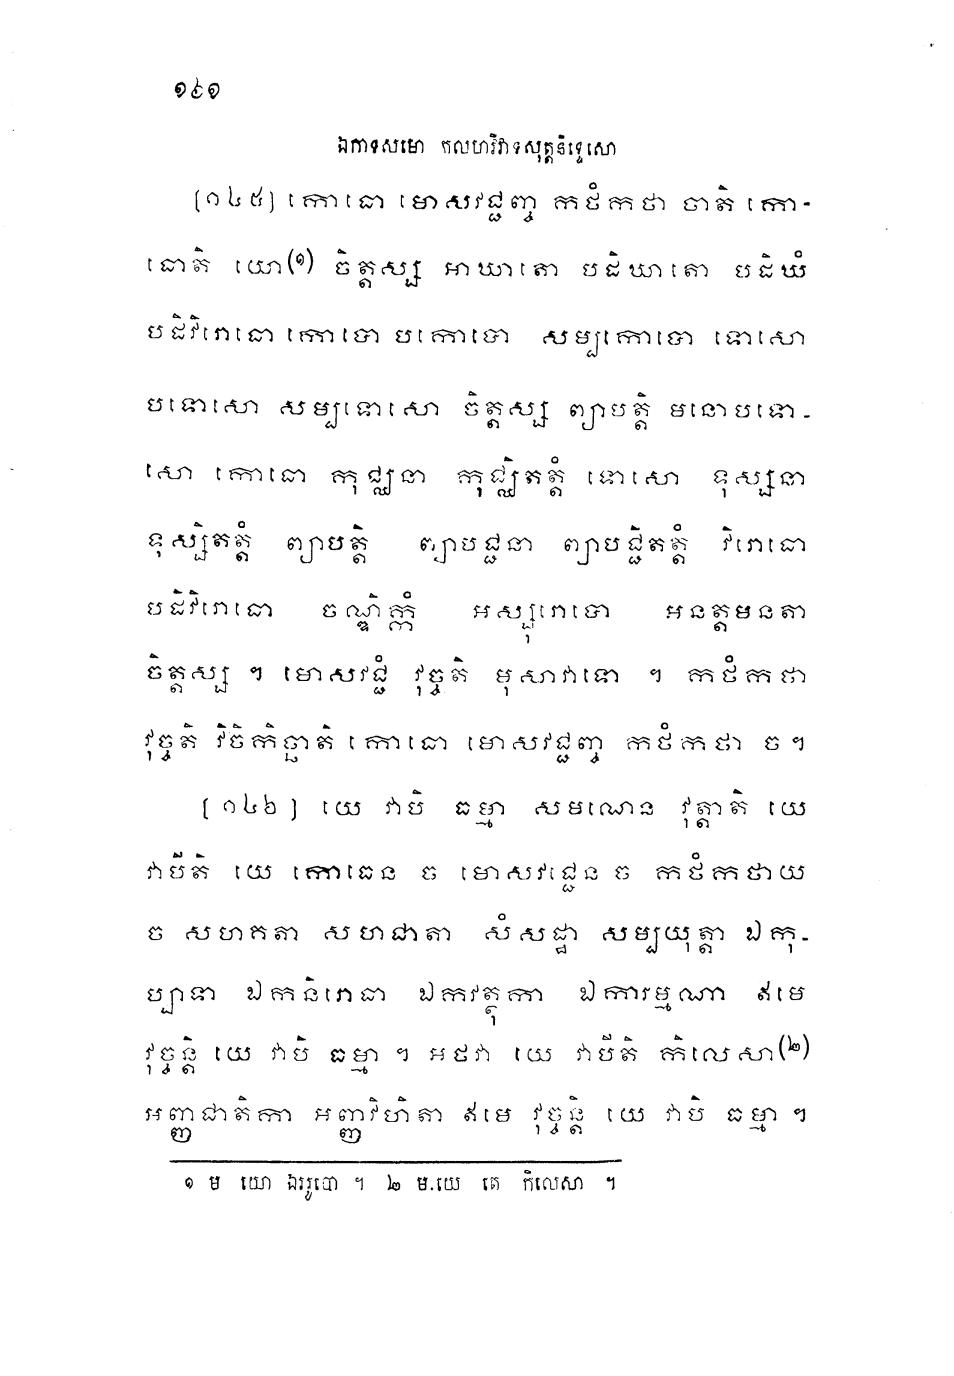 ១៩១
ឯកាទសមោ កលហវិវាទសុត្តនិទ្ទេសោ
[១៤៥] កោធោ មោសវជ្ជញ្ច កថំកថា ចាតិ កោ-
ធោតិ យោ(១) ចិត្តស្ស អាឃាតោ បដិឃាតោ បដិឃំ
បដិវិរោធោ កោបោ បកោបោ សម្បកោបោ ទោសោ
បទោសោ សម្បទោសោ ចិត្តស្ស ព្យាបត្តិ មនោបទោ-
សោ កោធោ កុជ្ឈនា កុជ្ឈិតត្តំ ទោសោ ទុស្សនា
ទុស្សិតត្តំ ព្យាបត្តិ ព្យាបជ្ជនា ព្យាបជ្ជិតត្តំ វិរោធោ
បដិវិរោធោ ចណ្ឌិក្កំ អស្សុរោបោ អនត្តមនតា
ចិត្តស្ស ។ មោសវជ្ជំ វុច្ចតិ មុសាវាទោ ។ កថំកថា
វុច្ចតិ វិចិកិច្ឆាតិ កោធោ មោសវជ្ជញ្ច កថំកថា ច។
[១៤៦] យេ វាបិ ធម្មា សមណេន វុត្តាតិ យេ
វាបីតិ យេ កោធេន ច មោសវជ្ជេន ច កថំកថាយ
ច សហគតា សហជាតា សំសដ្ឋា សម្បយុត្តា ឯកុ-
ប្បាទា ឯកនិរោធា ឯកវត្ថុកា ឯការម្មណា ឥមេ
វុច្ចន្តិ យេ វាបិ ធម្មា ។ អថវា យេ វាបីតិ កិលេសា(២)
អញ្ញជាតិកា អញ្ញវិហិតា ឥមេ វុច្ចន្តិ យេ វាបិ ធម្មា ។
១ ម យោ ឯវរូបោ ។ ២ ម.យេ តេ កិលេសា ។